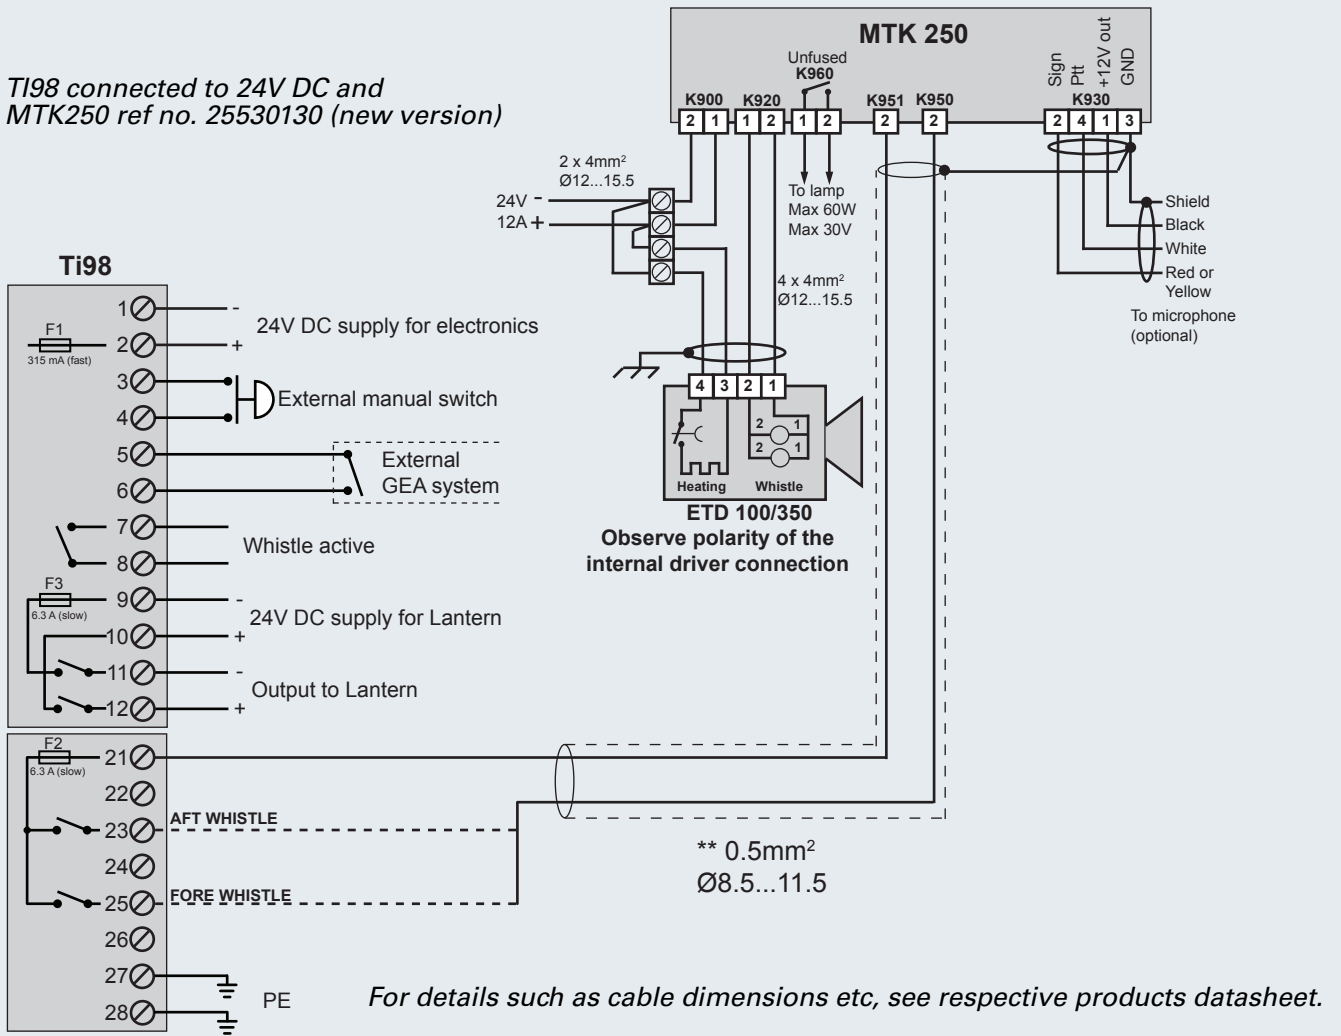 TI98 connected to 24V DC and
MTK250 ref no. 25530130 (new version)
MTK 250
Unfused
K960
Sign
Ptt
+12V out
GND
K900
K920
K951
K950
K930
2 1 1 2 1 2 2 2 2 4 1 3
2 x 4mm²
Ø12...15.5
24V -
12A +
To lamp
Max 60W
Max 30V
Shield
Black
White
Red or
Yellow
To microphone
(optional)
4 x 4mm²
Ø12...15.5
4 3 2 1
2 1
2 1
Heating
Whistle
ETD 100/350
Observe polarity of the
internal driver connection
Ti98
1 -
24V DC supply for electronics
F1
315 mA (fast)
2 +
3
External manual switch
4
5
External
GEA system
6
7
Whistle active
8
F3
6.3 A (slow)
9 -
24V DC supply for Lantern
10 +
11 -
Output to Lantern
12 +
F2
6.3 A (slow)
21
22
23
AFT WHISTLE
24
25
FORE WHISTLE
26
27
PE
28
** 0.5mm²
Ø8.5...11.5
For details such as cable dimensions etc, see respective products datasheet.